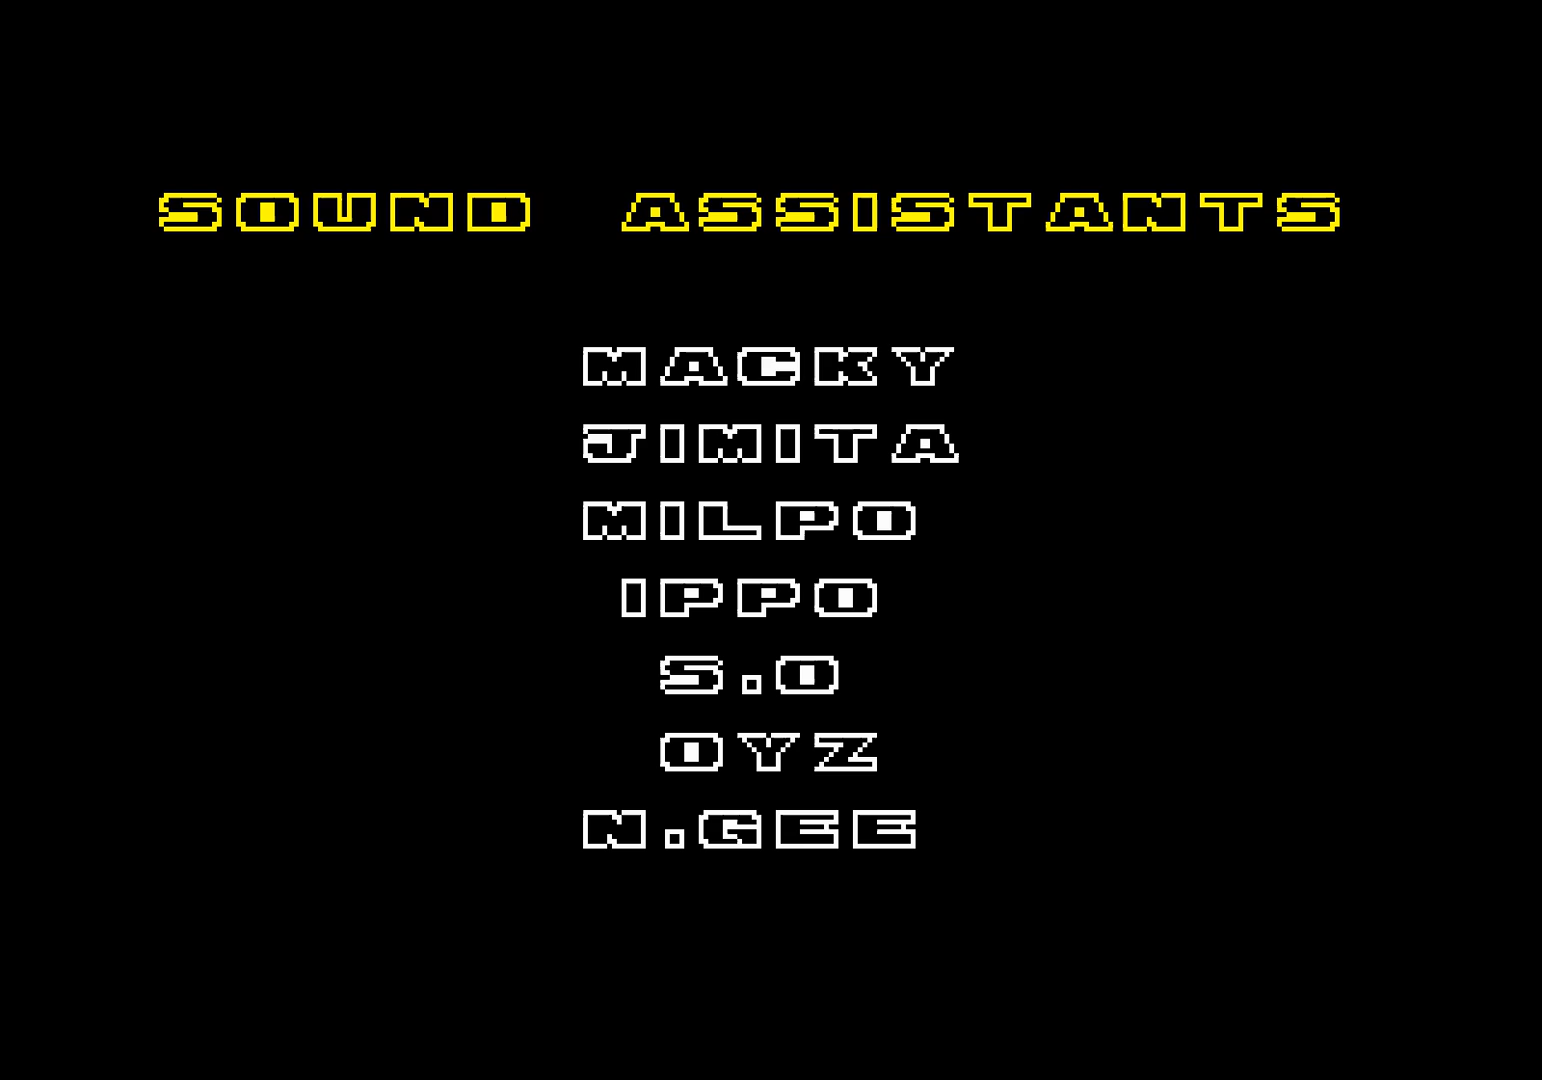 SOUND ASSISTANTS
MACKY
JIMITA
MILPO
IPPO
S.O
OYZ
N.GEE